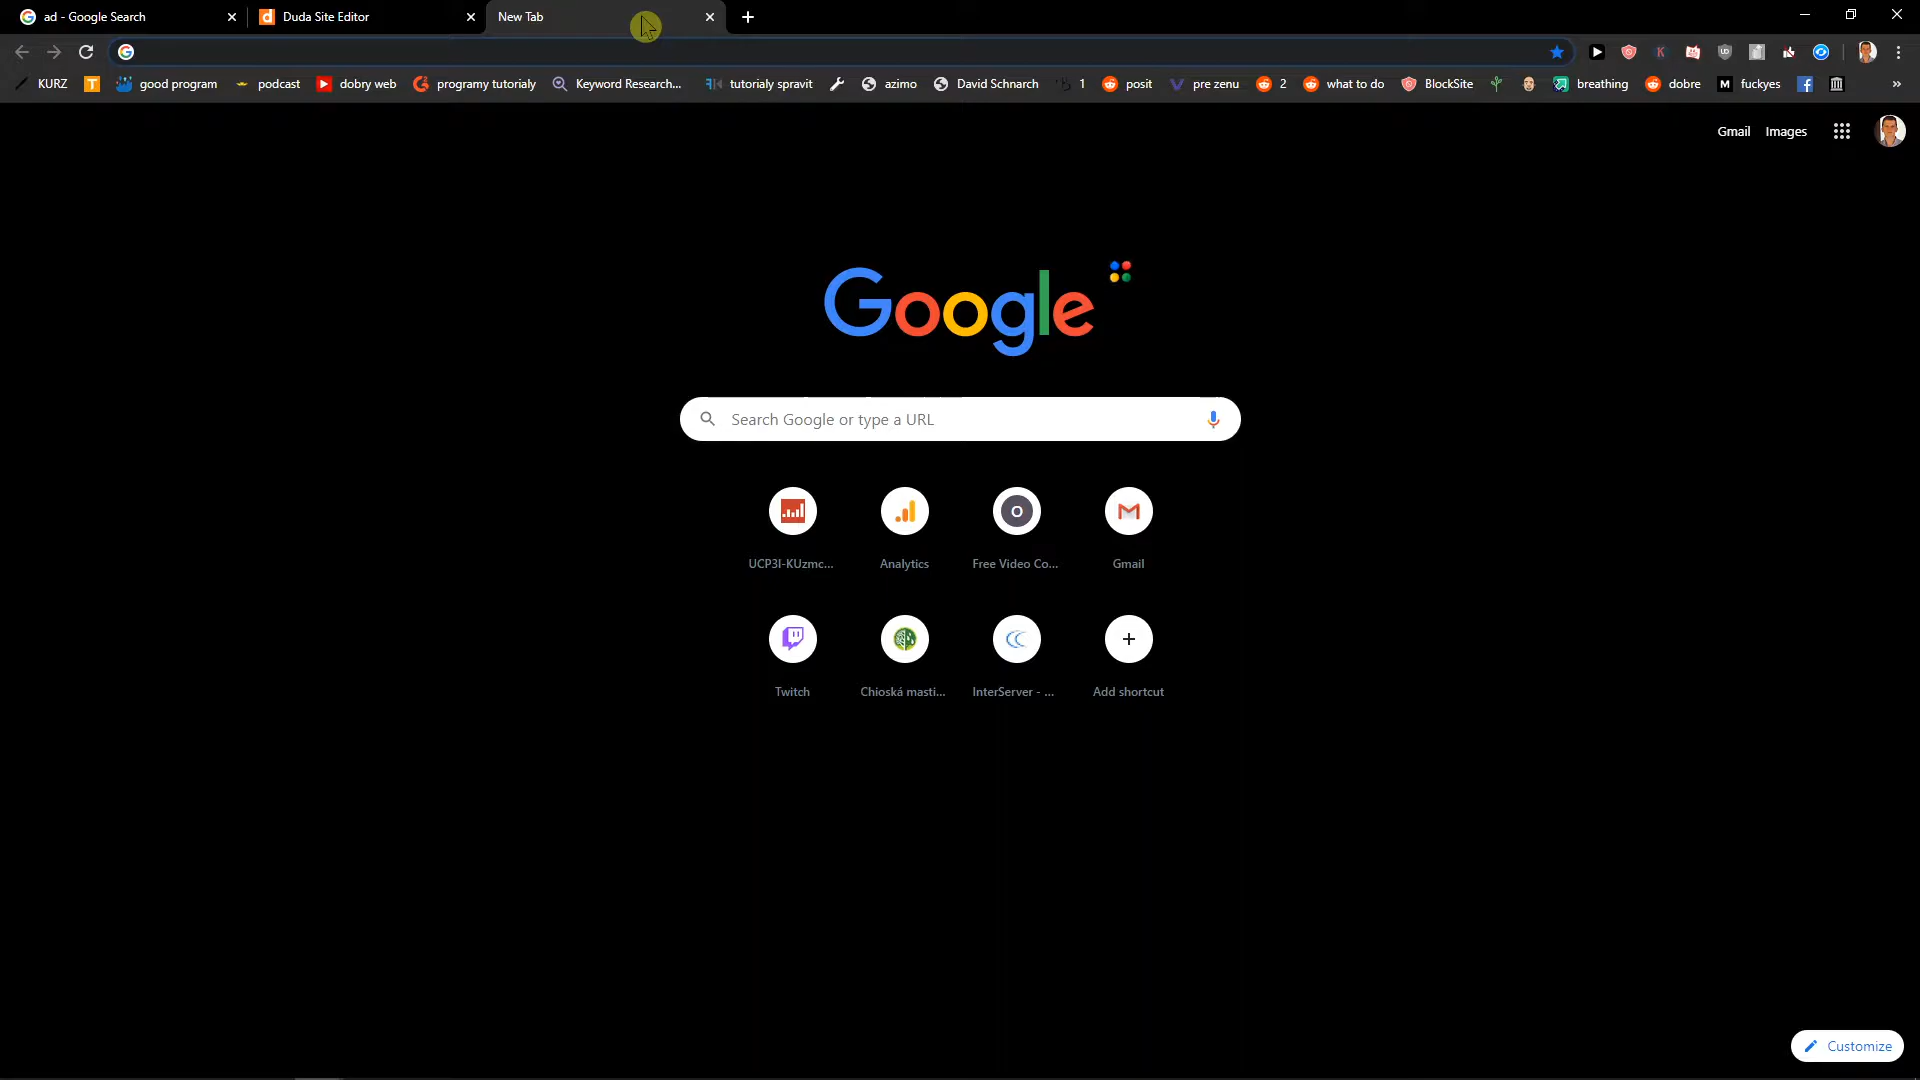 ad - Google Search
Duda Site Editor
New Tab
KURZ
T
good program
podcast
dobry web
programy tutorialy
Keyword Research...
tutorialy spravit
azimo
David Schnarch
1
posit
pre zenu
2
what to do
BlockSite
breathing
dobre
M
fuckyes
»
Gmail
Images
Google
Search Google or type a URL
O
UCP3I-KUzmc...
Analytics
Free Video Co...
Gmail
Twitch
Chioská masti...
InterServer - ...
Add shortcut
Customize